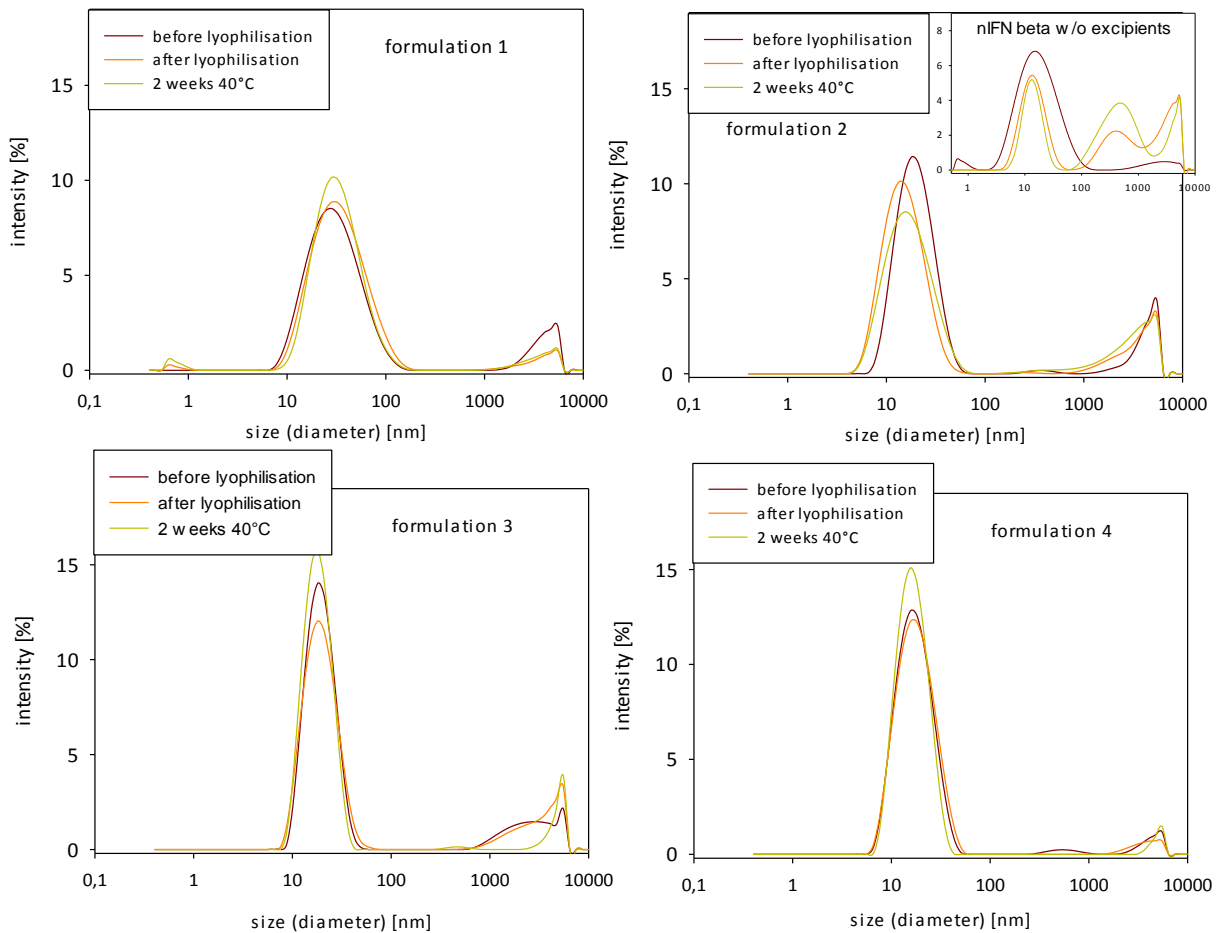 before lyophilisation
after lyophilisation
2 weeks 40°C
formulation 1
15
10
5
0
intensity [%]
0,1 1 10 100 1000 10000
size (diameter) [nm]
before lyophilisation
after lyophilisation
2 weeks 40°C
formulation 2
15
10
5
0
intensity [%]
0,1 1 10 100 1000 10000
size (diameter) [nm]
nIFN beta w/o excipients
8
6
4
2
0
1 10 100 1000 10000
before lyophilisation
after lyophilisation
2 weeks 40°C
formulation 3
15
10
5
0
intensity [%]
0,1 1 10 100 1000 10000
size (diameter) [nm]
before lyophilisation
after lyophilisation
2 weeks 40°C
formulation 4
15
10
5
0
intensity [%]
0,1 1 10 100 1000 10000
size (diameter) [nm]